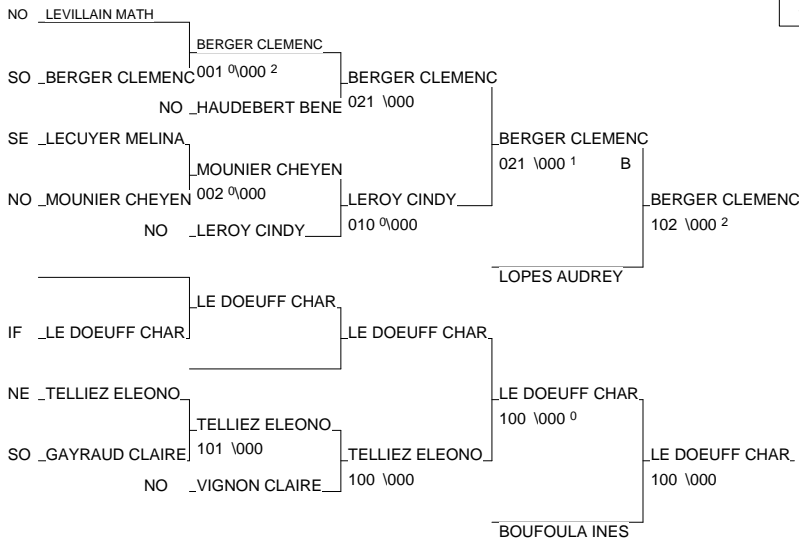 NO LEVILLAIN MATH
BERGER CLEMENC
SO BERGER CLEMENC 001 0\000 2 BERGER CLEMENC
NO HAUDEBERT BENE 021 \000
SE LECUYER MELINA BERGER CLEMENC
MOUNIER CHEYEN 021 \000 1 B
NO MOUNIER CHEYEN 002 0\000 LEROY CINDY BERGER CLEMENC
NO LEROY CINDY 010 0\000 102 \000 2
LOPES AUDREY
LE DOEUFF CHAR
IF LE DOEUFF CHAR LE DOEUFF CHAR
NE TELLIEZ ELEONO LE DOEUFF CHAR
TELLIEZ ELEONO 100 \000 0
SO GAYRAUD CLAIRE 101 \000 TELLIEZ ELEONO LE DOEUFF CHAR
NO VIGNON CLAIRE 100 \000 100 \000
BOUFOULA INES